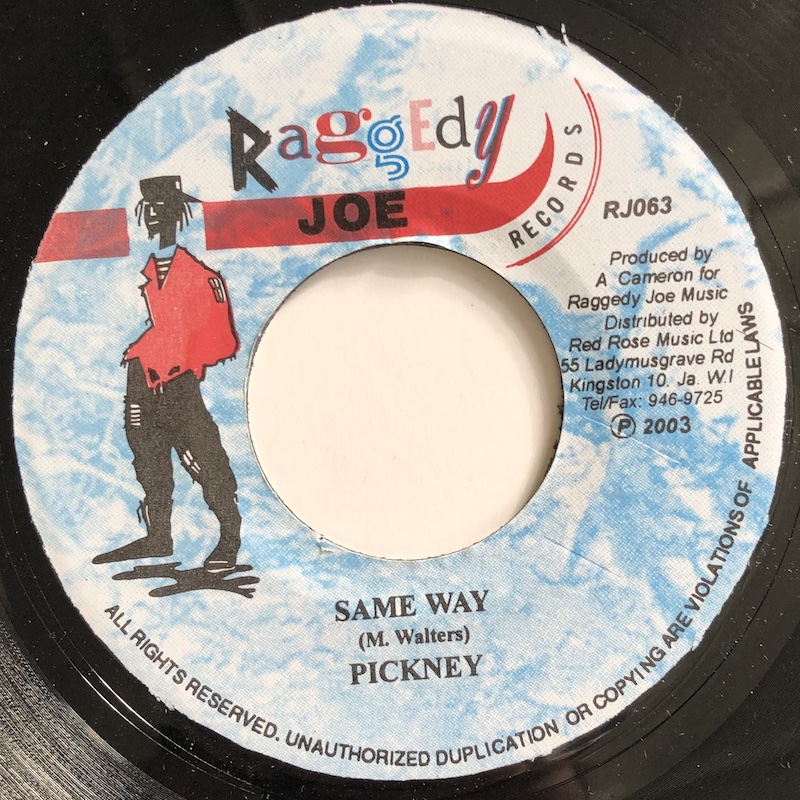 RaggEdy
JOE
RECORDS
RJ063
Produced by
A Cameron for
Raggedy Joe Music
Distributed by
Red Rose Music Ltd
55 Ladymusgrave Rd
Kingston 10. Ja. W.I
Tel/Fax: 946-9725
℗ 2003
SAME WAY
(M. Walters)
PICKNEY
ALL RIGHTS RESERVED. UNAUTHORIZED DUPLICATION OR COPYING ARE VIOLATIONS OF APPLICABLE LAWS